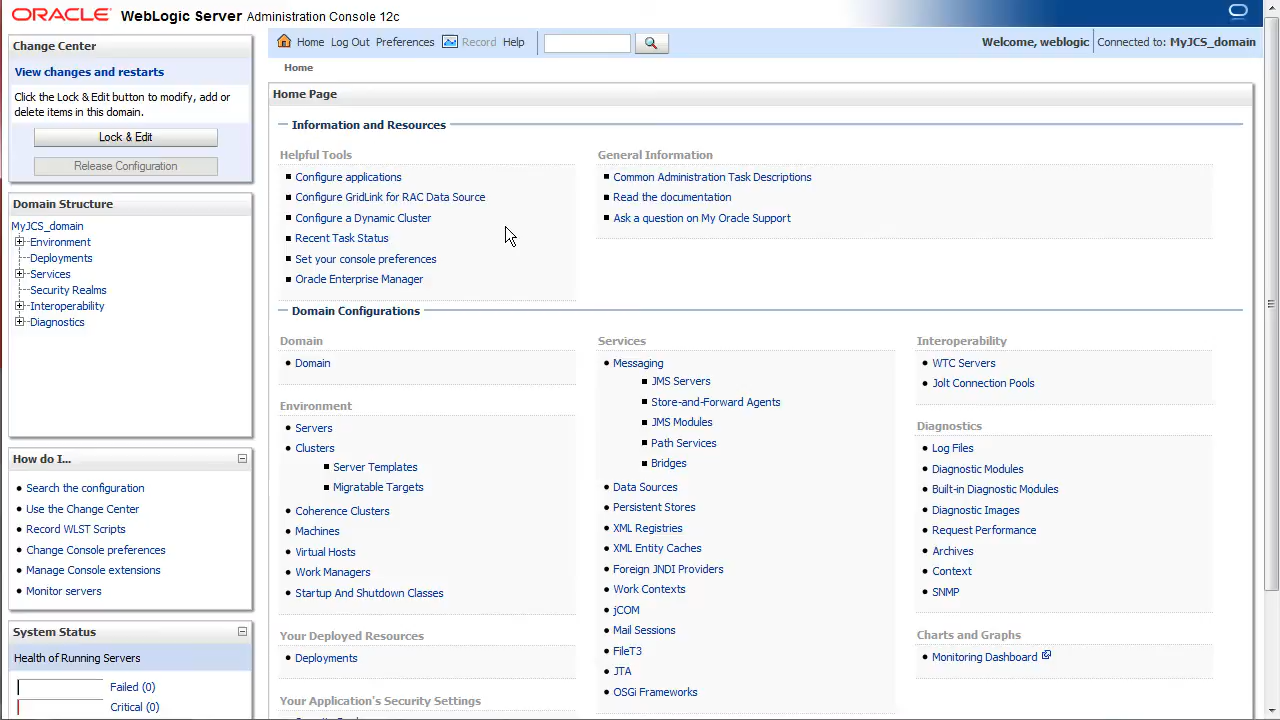 ORACLE WebLogic Server Administration Console 12c
Change Center
View changes and restarts
Click the Lock & Edit button to modify, add or
delete items in this domain.
Lock & Edit
Release Configuration
Domain Structure
MyJCS_domain
Environment
Deployments
Services
Security Realms
Interoperability
Diagnostics
How do I...
Search the configuration
Use the Change Center
Record WLST Scripts
Change Console preferences
Manage Console extensions
Monitor servers
System Status
Health of Running Servers
Failed (0)
Critical (0)
Home Log Out Preferences Record Help
Welcome, weblogic Connected to: MyJCS_domain
Home
Home Page
Information and Resources
Helpful Tools
Configure applications
Configure GridLink for RAC Data Source
Configure a Dynamic Cluster
Recent Task Status
Set your console preferences
Oracle Enterprise Manager
General Information
Common Administration Task Descriptions
Read the documentation
Ask a question on My Oracle Support
Domain Configurations
Domain
Domain
Environment
Servers
Clusters
Server Templates
Migratable Targets
Coherence Clusters
Machines
Virtual Hosts
Work Managers
Startup And Shutdown Classes
Your Deployed Resources
Deployments
Your Application's Security Settings
Services
Messaging
JMS Servers
Store-and-Forward Agents
JMS Modules
Path Services
Bridges
Data Sources
Persistent Stores
XML Registries
XML Entity Caches
Foreign JNDI Providers
Work Contexts
jCOM
Mail Sessions
FileT3
JTA
OSGi Frameworks
Interoperability
WTC Servers
Jolt Connection Pools
Diagnostics
Log Files
Diagnostic Modules
Built-in Diagnostic Modules
Diagnostic Images
Request Performance
Archives
Context
SNMP
Charts and Graphs
Monitoring Dashboard